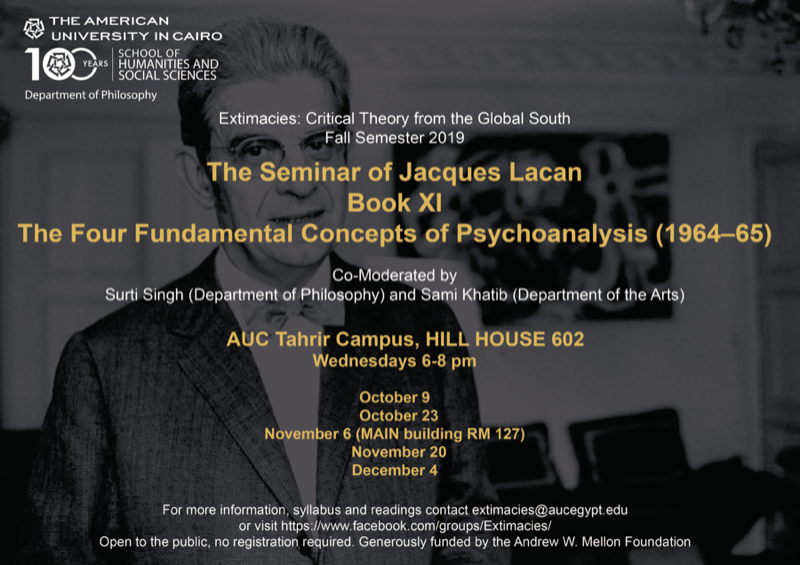 THE AMERICAN
UNIVERSITY IN CAIRO
100 YEARS
SCHOOL OF
HUMANITIES AND
SOCIAL SCIENCES
Department of Philosophy
Extimacies: Critical Theory from the Global South
Fall Semester 2019
The Seminar of Jacques Lacan
Book XI
The Four Fundamental Concepts of Psychoanalysis (1964–65)
Co-Moderated by
Surti Singh (Department of Philosophy) and Sami Khatib (Department of the Arts)
AUC Tahrir Campus, HILL HOUSE 602
Wednesdays 6-8 pm
October 9
October 23
November 6 (MAIN building RM 127)
November 20
December 4
For more information, syllabus and readings contact extimacies@aucegypt.edu
or visit https://www.facebook.com/groups/Extimacies/
Open to the public, no registration required. Generously funded by the Andrew W. Mellon Foundation